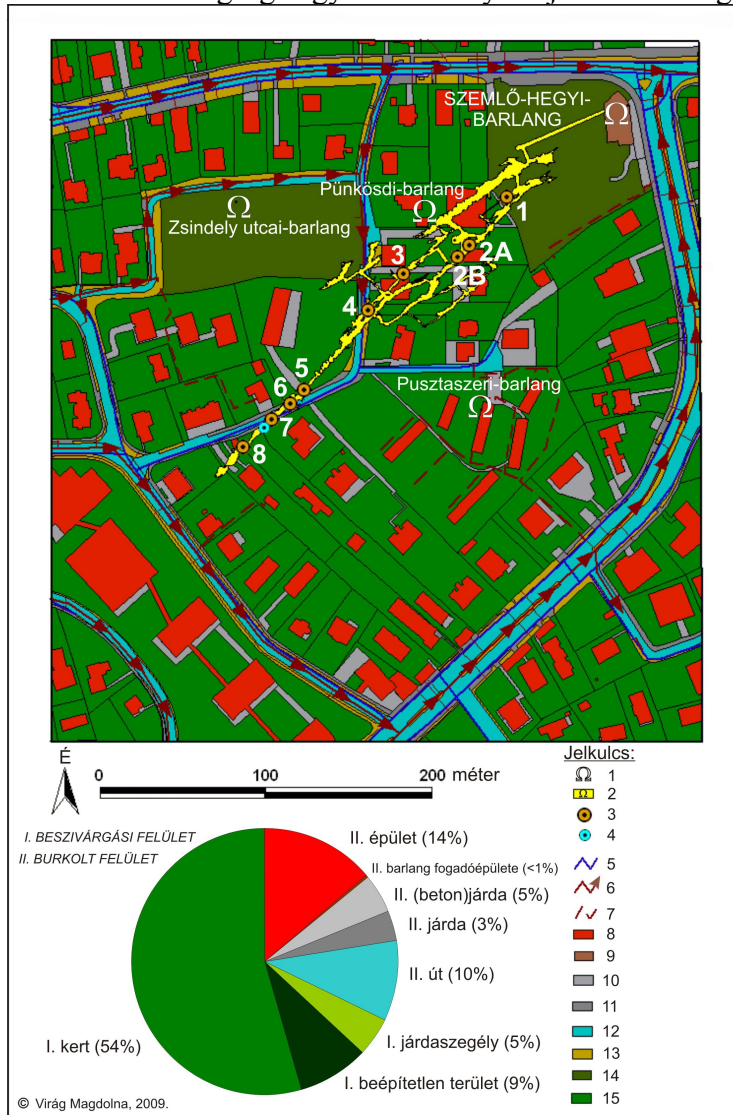 SZEMLŐ-HEGYI-
BARLANG
Ω
Pünkösdi-barlang
Ω
Ω
Zsindely utcai-barlang
1
2A
2B
3
4
5
6
7
8
Pusztaszeri-barlang
Ω
É
0 100 200 méter
Jelkulcs:
Ω 1
Ω 2
3
4
5
6
7
8
9
10
11
12
13
14
15
I. BESZIVÁRGÁSI FELÜLET
II. BURKOLT FELÜLET
II. épület (14%)
II. barlang fogadóépülete (<1%)
II. (beton)járda (5%)
II. járda (3%)
II. út (10%)
I. járdaszegély (5%)
I. beépítetlen terület (9%)
I. kert (54%)
© Virág Magdolna, 2009.